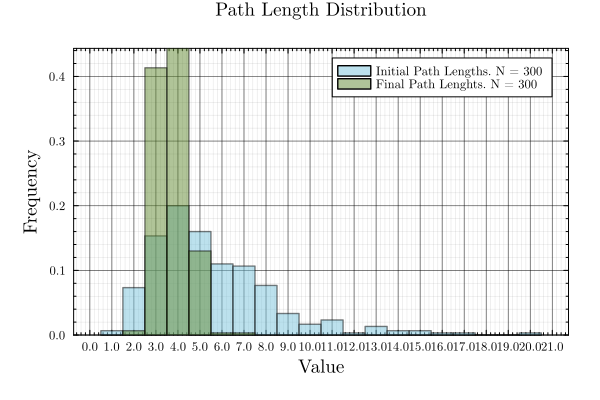 Path Length Distribution
Initial Path Lengths. N = 300
Final Path Lenghts. N = 300
0.4
0.3
0.2
0.1
0.0
Frequency
0.0 1.0 2.0 3.0 4.0 5.0 6.0 7.0 8.0 9.0 10.0 11.0 12.0 13.0 14.0 15.0 16.0 17.0 18.0 19.0 20.0 21.0
Value